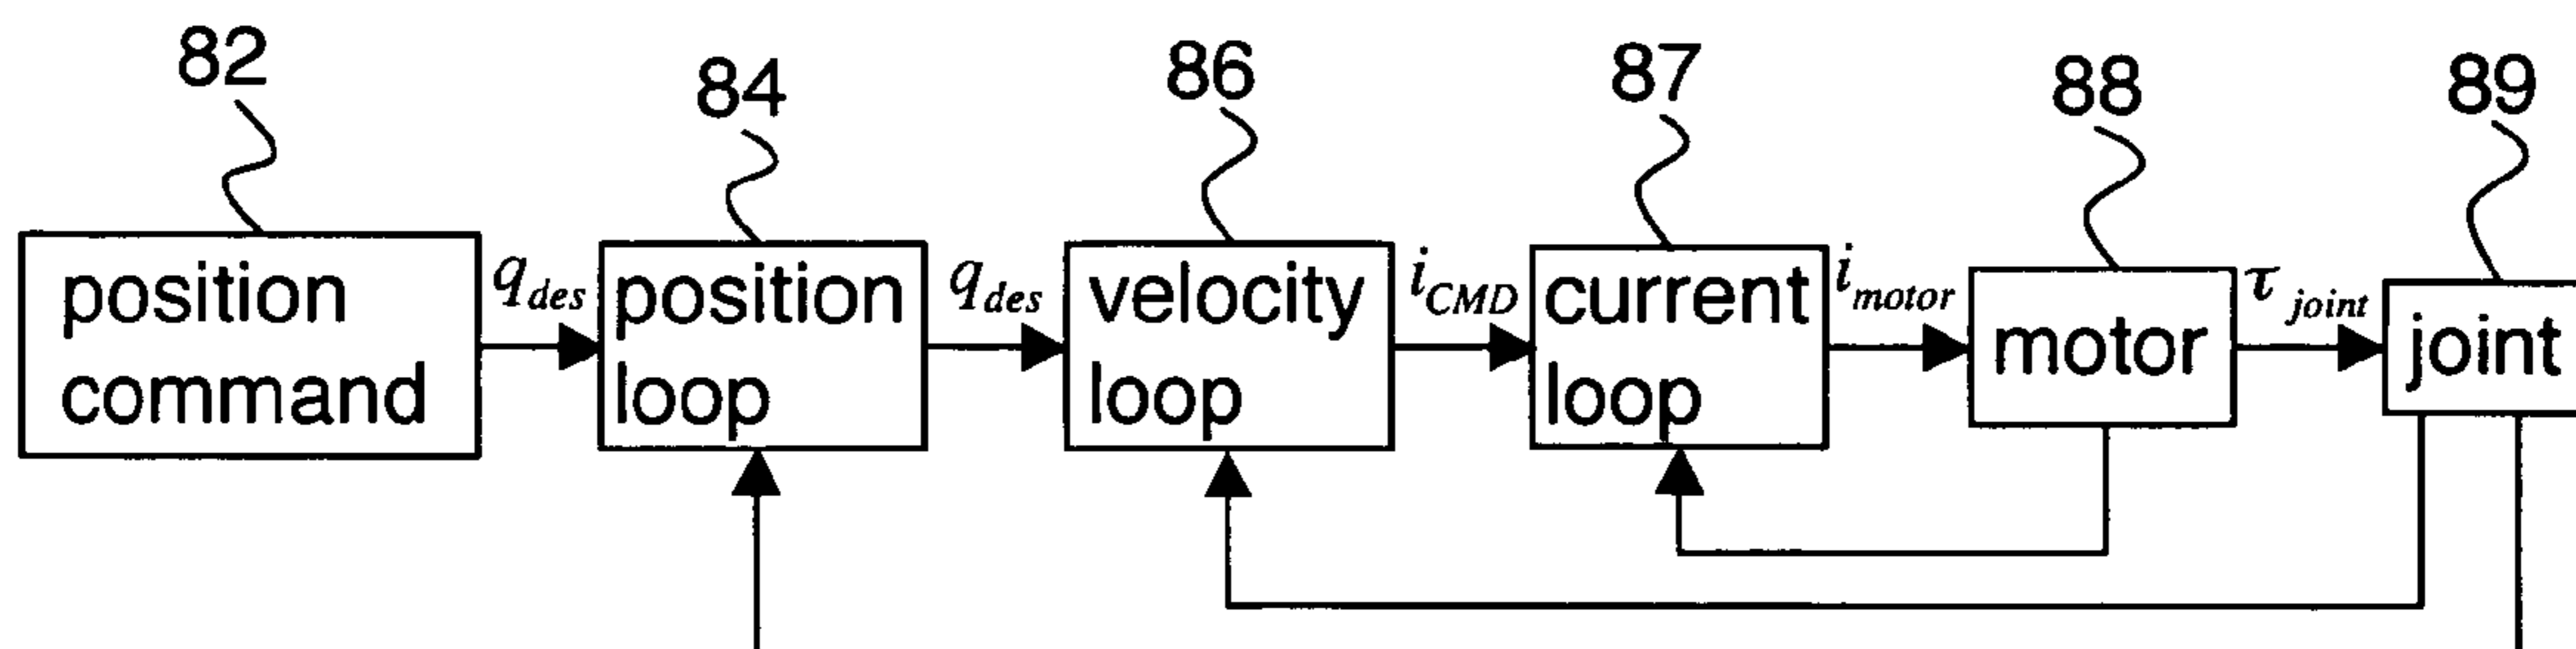 82
84
86
87
88
89
position
command
q_des
position
loop
q_des
velocity
loop
i_CMD
current
loop
i_motor
motor
τ_joint
joint